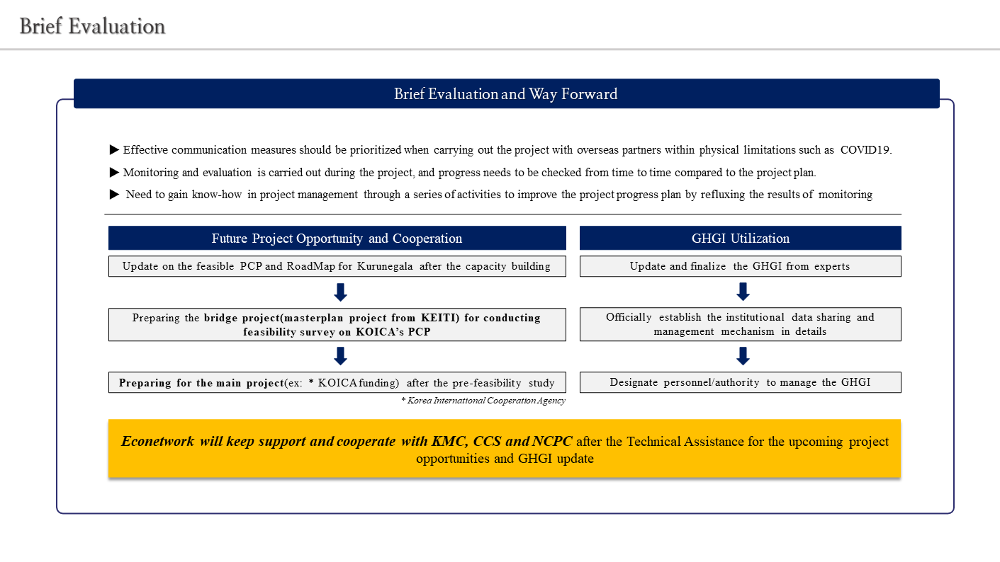 Brief Evaluation
Brief Evaluation and Way Forward
▶ Effective communication measures should be prioritized when carrying out the project with overseas partners within physical limitations such as COVID19.
▶ Monitoring and evaluation is carried out during the project, and progress needs to be checked from time to time compared to the project plan.
▶ Need to gain know-how in project management through a series of activities to improve the project progress plan by refluxing the results of monitoring
Future Project Opportunity and Cooperation
Update on the feasible PCP and RoadMap for Kurunegala after the capacity building
Preparing the bridge project(masterplan project from KEITI) for conducting
feasibility survey on KOICA’s PCP
Preparing for the main project(ex: * KOICA funding) after the pre-feasibility study
* Korea International Cooperation Agency
GHGI Utilization
Update and finalize the GHGI from experts
Officially establish the institutional data sharing and
management mechanism in details
Designate personnel/authority to manage the GHGI
Econetwork will keep support and cooperate with KMC, CCS and NCPC after the Technical Assistance for the upcoming project
opportunities and GHGI update